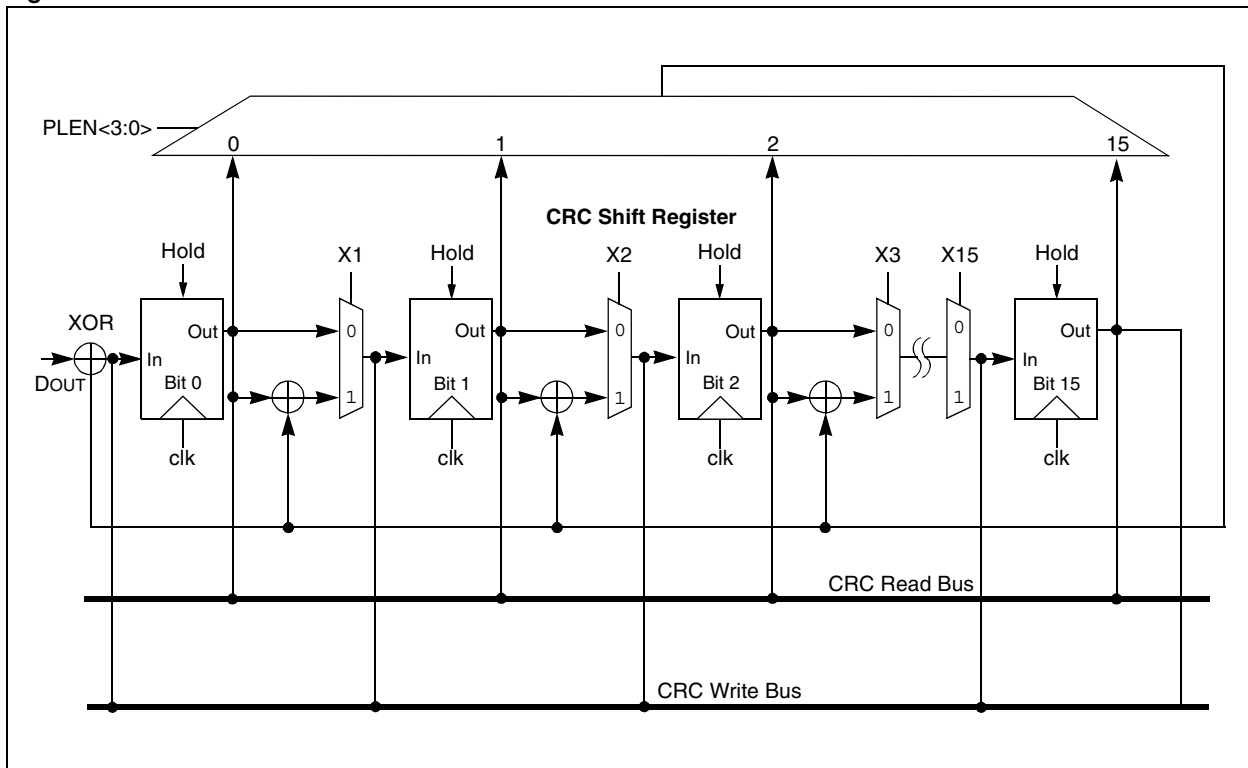 PLEN<3:0>
0
1
2
15
CRC Shift Register
Hold
X1
Hold
X2
Hold
X3
X15
Hold
XOR
DOUT
In
Out
Bit 0
clk
0
1
In
Out
Bit 1
clk
0
1
In
Out
Bit 2
clk
0
1
0
1
In
Out
Bit 15
clk
CRC Read Bus
CRC Write Bus